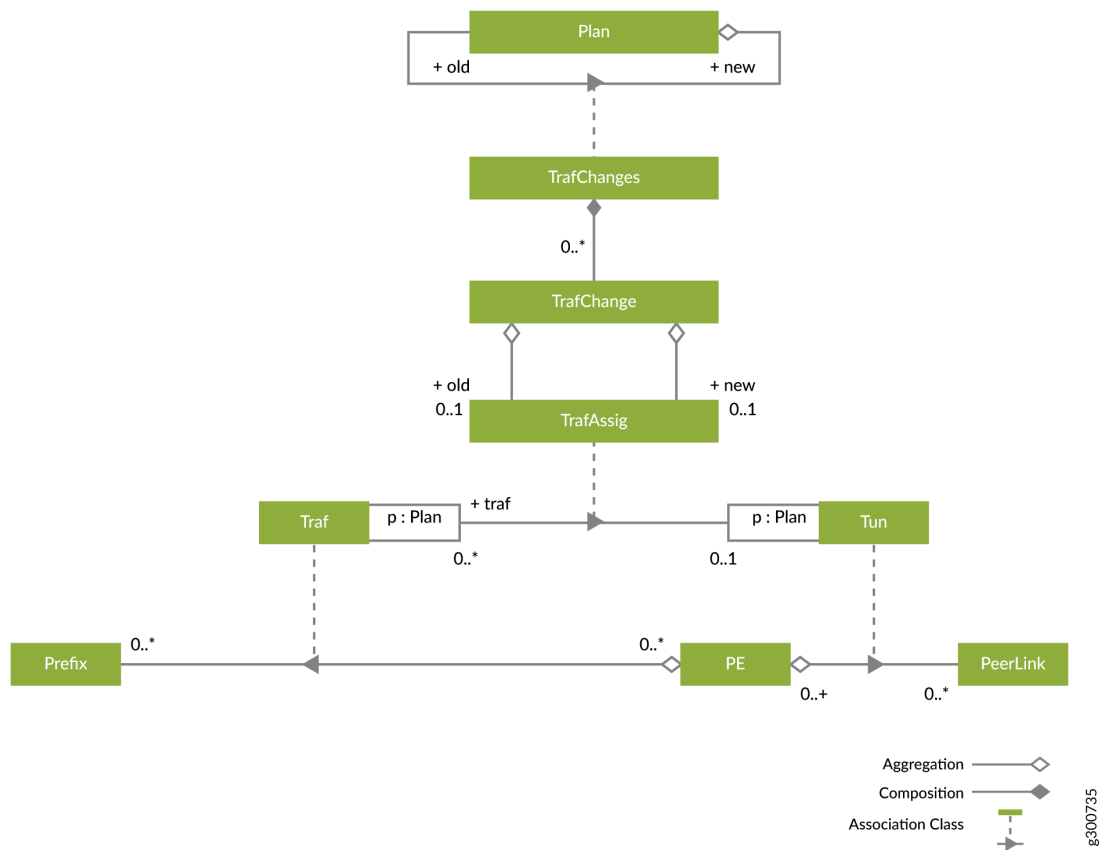 Plan
+ old
+ new
TrafChanges
0..*
TrafChange
+ old
+ new
0..1
TrafAssig
0..1
Traf
p : Plan
+ traf
p : Plan
Tun
0..*
0..1
Prefix
0..*
0..*
PE
PeerLink
0..+
0..*
Aggregation
Composition
Association Class
g300735